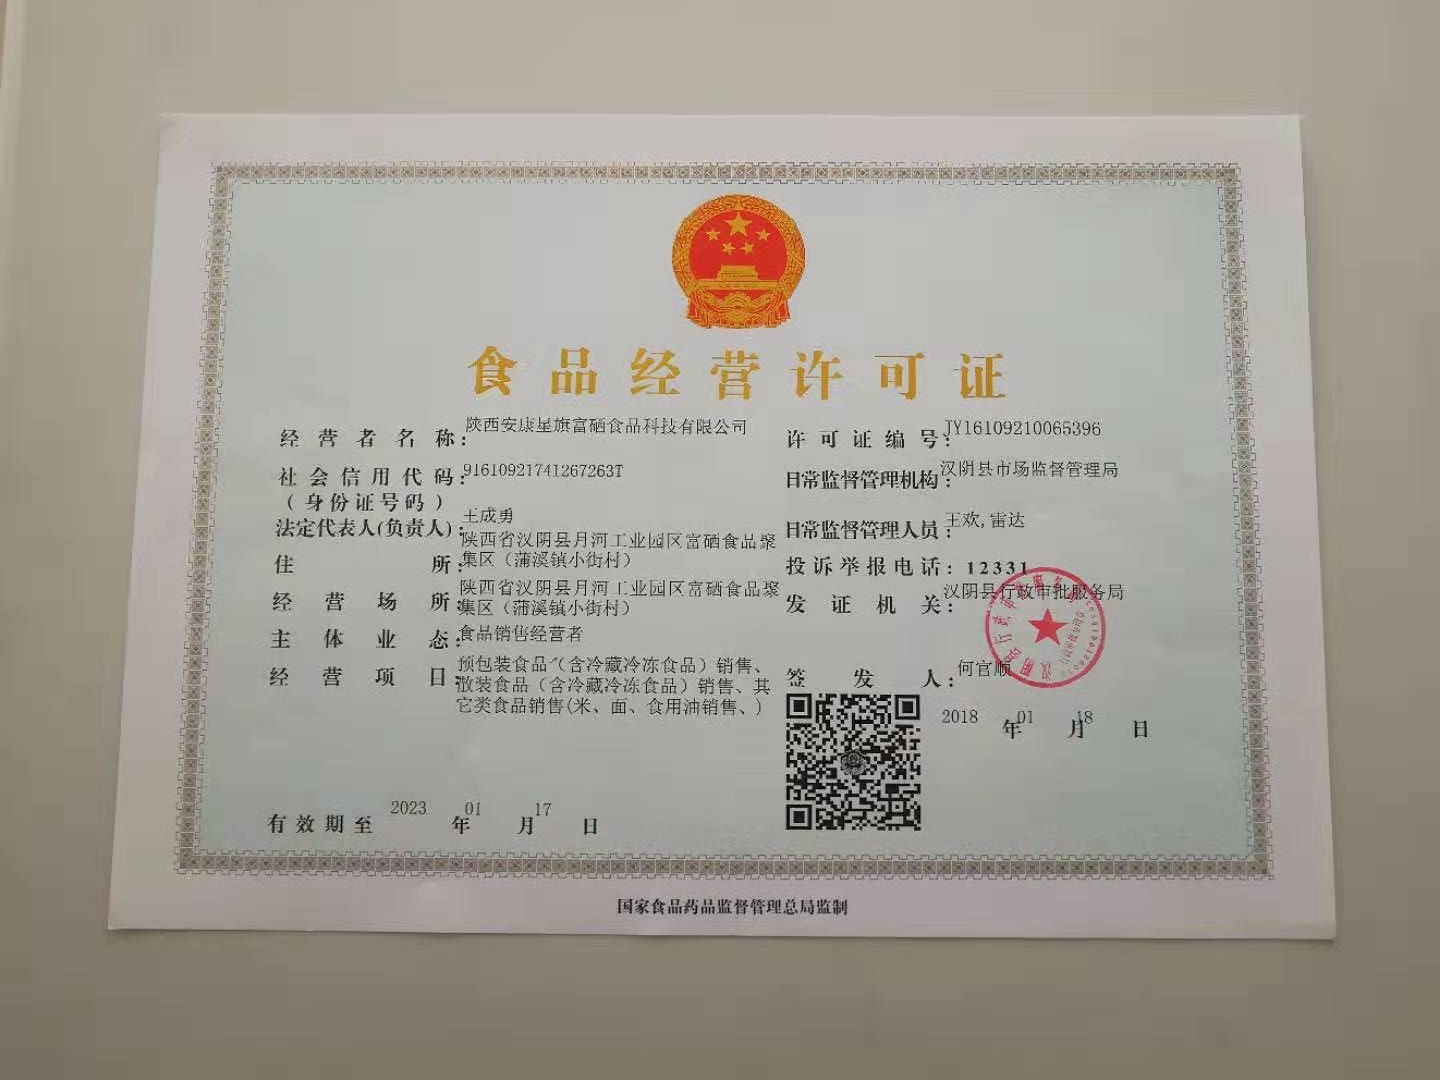 食品经营许可证
经营者名称：陕西安康星旗富硒食品科技有限公司
社会信用代码：91610921741267263T
（身份证号码）
法定代表人(负责人)：王成勇
住所：陕西省汉阴县月河工业园区富硒食品聚
集区（蒲溪镇小街村）
经营场所：陕西省汉阴县月河工业园区富硒食品聚
集区（蒲溪镇小街村）
主体业态：食品销售经营者
经营项目：预包装食品（含冷藏冷冻食品）销售、
散装食品（含冷藏冷冻食品）销售、其
它类食品销售(米、面、食用油销售、)
有效期至 2023 年 01 月 17 日
许可证编号：JY16109210065396
日常监督管理机构：汉阴县市场监督管理局
日常监督管理人员：王欢,雷达
投诉举报电话：12331
发证机关：汉阴县行政审批服务局
签发人：何官顺
2018 年 01 月 18 日
国家食品药品监督管理总局监制